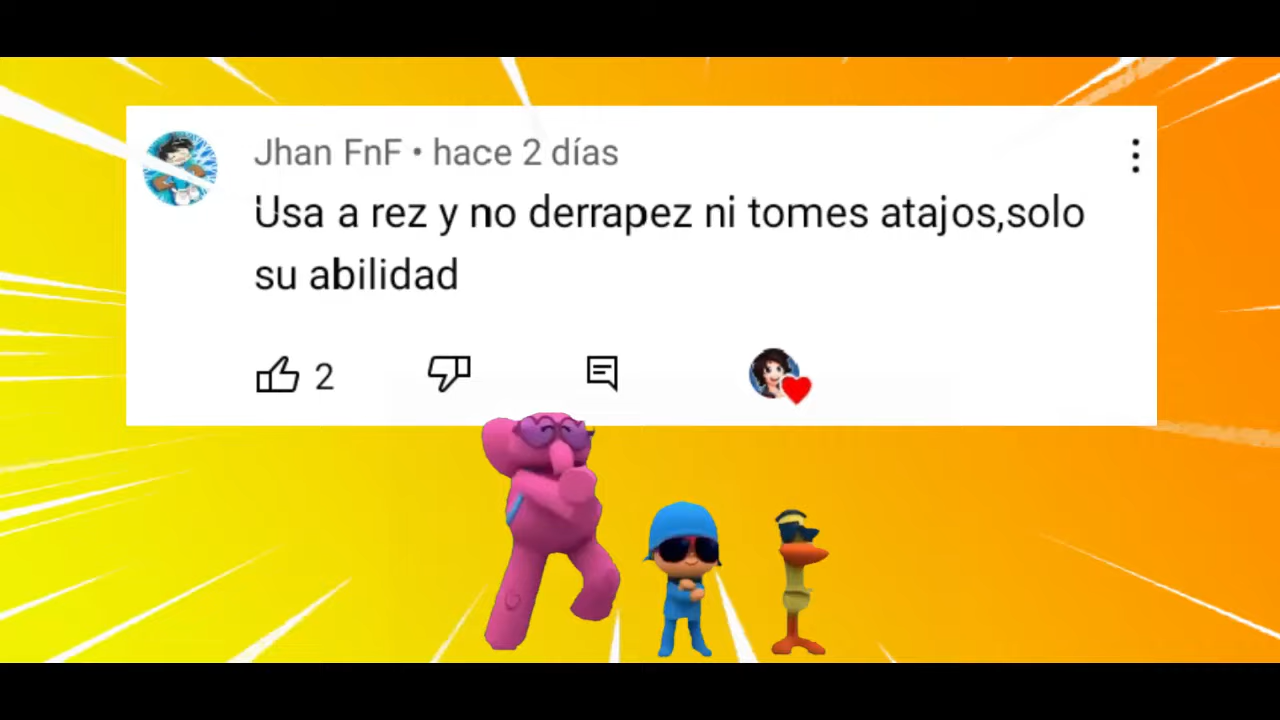 Jhan FnF • hace 2 días
Usa a rez y no derrapez ni tomes atajos,solo
su abilidad
2